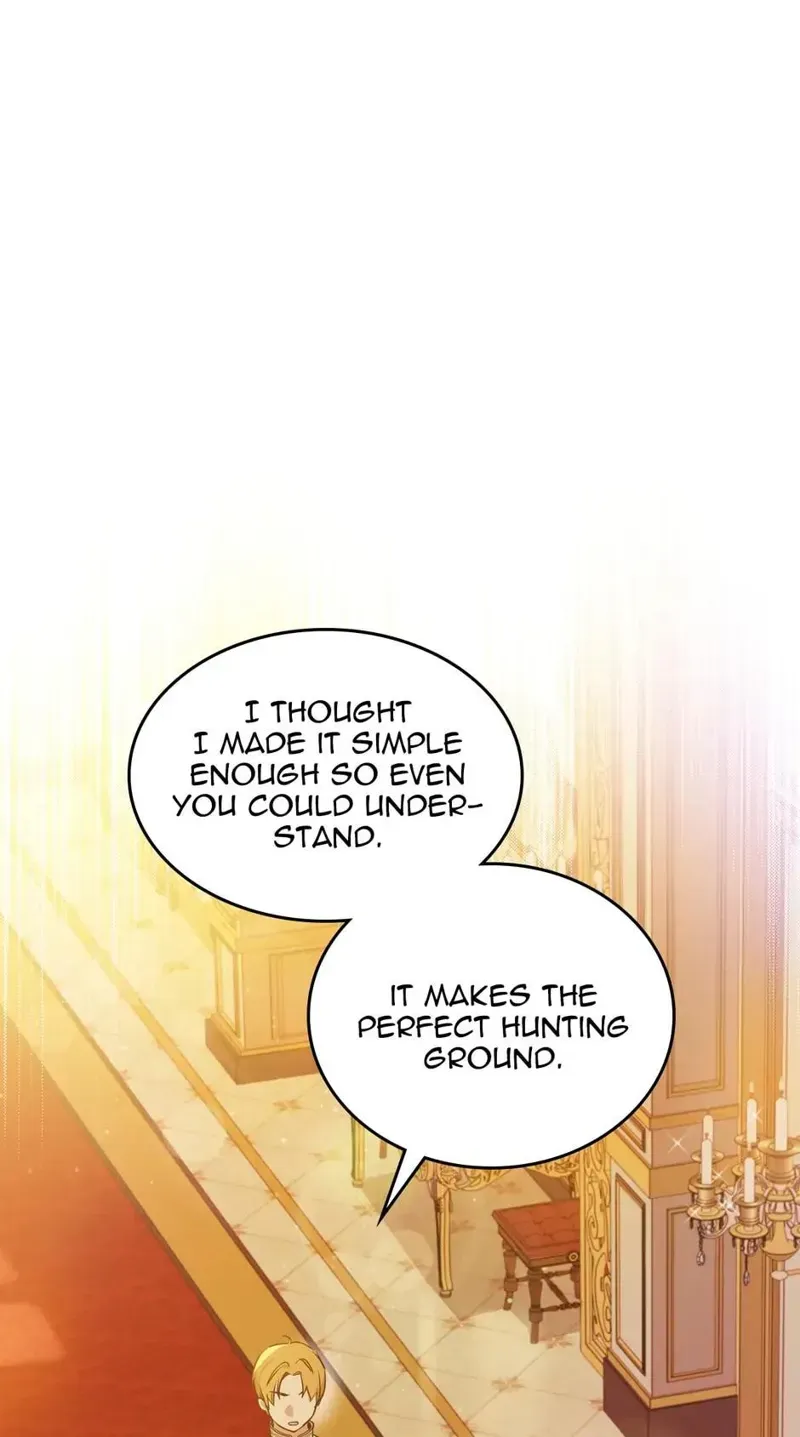 I THOUGHT
I MADE IT SIMPLE
ENOUGH SO EVEN
YOU COULD UNDER-
STAND.
IT MAKES THE
PERFECT HUNTING
GROUND.